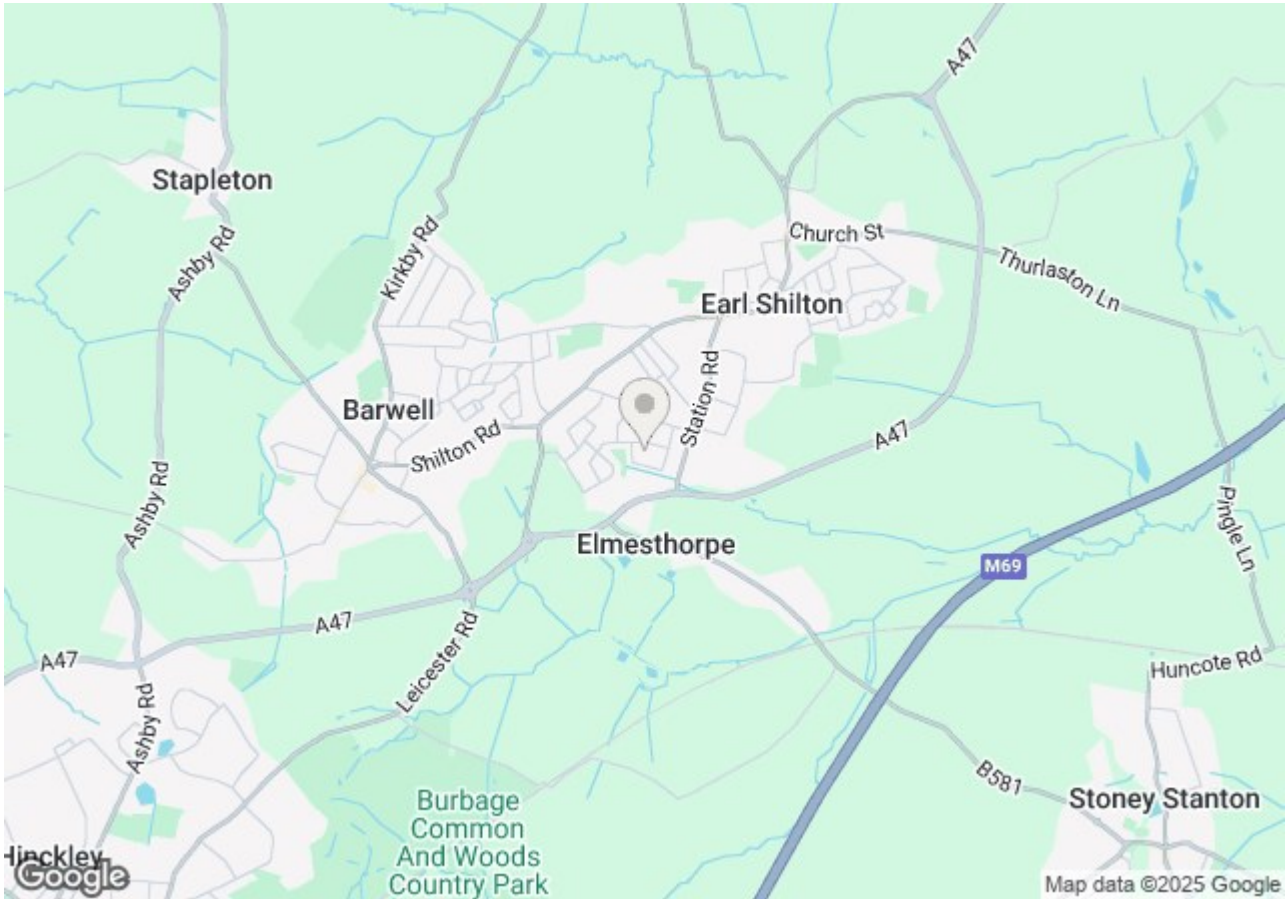 A47
Stapleton
Church St
Kirkby Rd
Ashby Rd
Thurlaston Ln
Earl Shilton
Station Rd
Barwell
Shilton Rd
A47
Ashby Rd
Pingle Ln
Elmesthorpe
M69
A47
A47
Leicester Rd
Huncote Rd
Ashby Rd
B581
Stoney Stanton
Burbage
Common
And Woods
Country Park
Hinckley
Google
Map data ©2025 Google